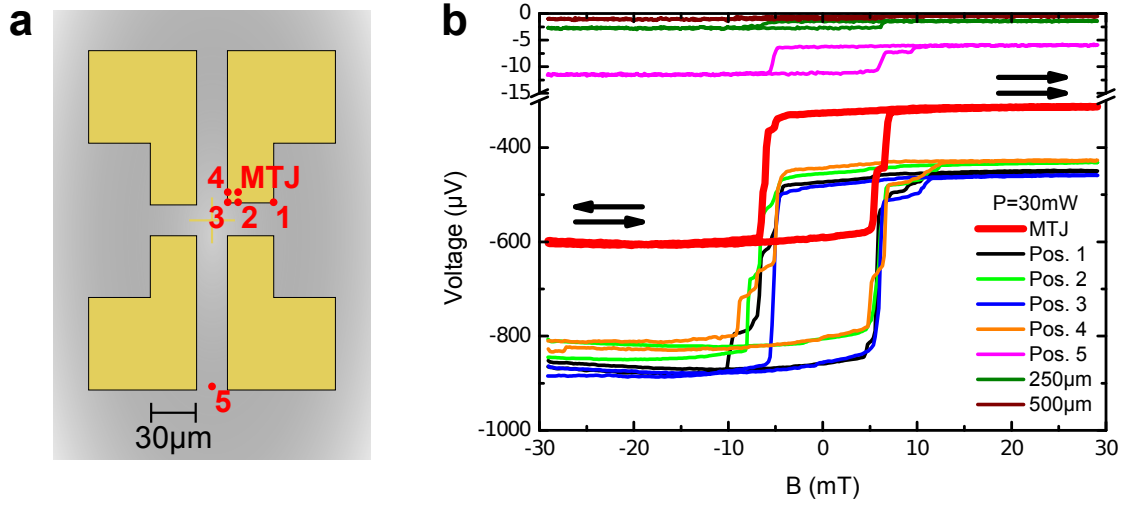 a
4 MTJ
3 2 1
5
30μm
b
0
-5
-10
-15
-400
-600
-800
-1000
Voltage (μV)
-30 -20 -10 0 10 20 30
B (mT)
P=30mW
MTJ
Pos. 1
Pos. 2
Pos. 3
Pos. 4
Pos. 5
250μm
500μm